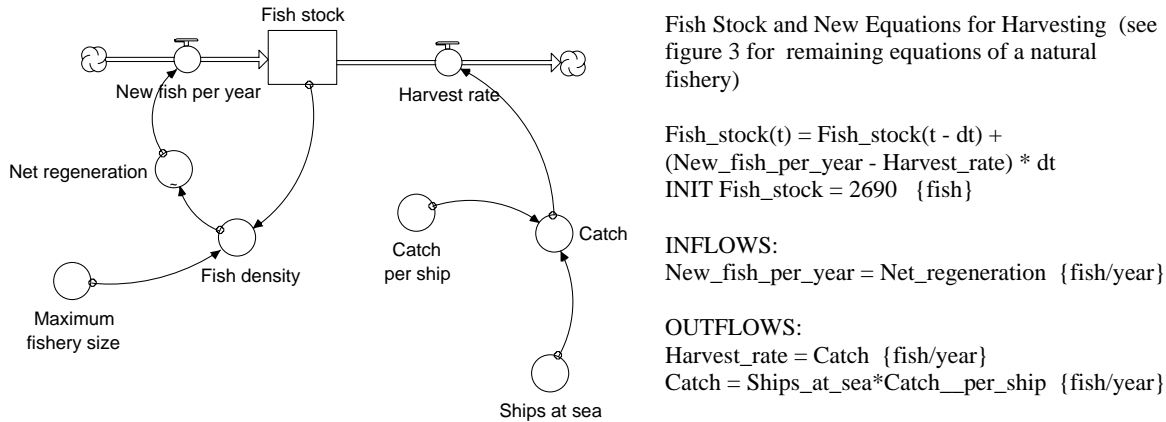 Fish stock
New fish per year
Harvest rate
Net regeneration
~
Catch
per ship
Catch
Fish density
Maximum
fishery size
Ships at sea
Fish Stock and New Equations for Harvesting (see
figure 3 for remaining equations of a natural
fishery)
Fish_stock(t) = Fish_stock(t - dt) +
(New_fish_per_year - Harvest_rate) * dt
INIT Fish_stock = 2690 {fish}
INFLOWS:
New_fish_per_year = Net_regeneration {fish/year}
OUTFLOWS:
Harvest_rate = Catch {fish/year}
Catch = Ships_at_sea*Catch__per_ship {fish/year}